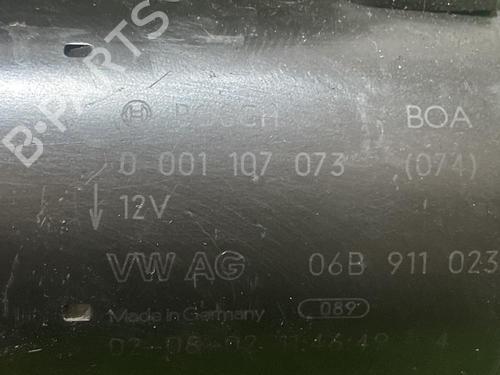 B-PARTS
BOSCH BOA
0 001 107 073 (074)
12V
VW AG 06B 911 023
Made in Germany 089